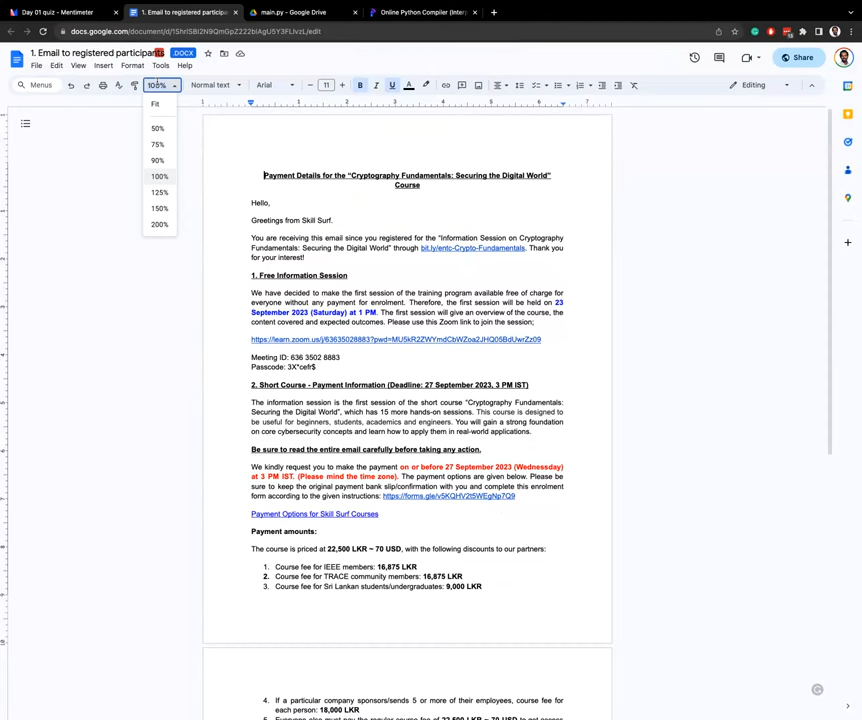 Day 01 quiz - Mentimeter
1. Email to registered participa
main.py - Google Drive
Online Python Compiler (Interp
docs.google.com/document/d/1ShrISBI2N9QmGpZ222bIAgU5Y3FLIvzL/edit
1. Email to registered participants .DOCX
Share
File Edit View Insert Format Tools Extensions Help
Menus 100% Normal text Arial 11 B I U A Editing
Fit
50%
75%
90%
100%
125%
150%
200%
1 1 2 3 4 5 6 7
Payment Details for the “Cryptography Fundamentals: Securing the Digital World”
Course
Hello,
Greetings from Skill Surf.
You are receiving this email since you registered for the “Information Session on Cryptography
Fundamentals: Securing the Digital World” through bit.ly/entc-Crypto-Fundamentals. Thank you
for your interest!
1. Free Information Session
We have decided to make the first session of the training program available free of charge for
everyone without any payment for enrolment. Therefore, the first session will be held on 23
September 2023 (Saturday) at 1 PM. The first session will give an overview of the course, the
content covered and expected outcomes. Please use this Zoom link to join the session;
https://learn.zoom.us/j/63635028883?pwd=MU5kR2ZWYmdCbWZoa2JHQ05BdUwrZz09
Meeting ID: 636 3502 8883
Passcode: 3X*cefr$
2. Short Course - Payment Information (Deadline: 27 September 2023, 3 PM IST)
The information session is the first session of the short course “Cryptography Fundamentals:
Securing the Digital World”, which has 15 more hands-on sessions. This course is designed to
be useful for beginners, students, academics and engineers. You will gain a strong foundation
on core cybersecurity concepts and learn how to apply them in real-world applications.
Be sure to read the entire email carefully before taking any action.
We kindly request you to make the payment on or before 27 September 2023 (Wednesday)
at 3 PM IST. (Please mind the time zone). The payment options are given below. Please be
sure to keep the original payment bank slip/confirmation with you and complete this enrolment
form according to the given instructions: https://forms.gle/v5KQHV2t5WEgNp7Q9
Payment Options for Skill Surf Courses
Payment amounts:
The course is priced at 22,500 LKR ~ 70 USD, with the following discounts to our partners:
1. Course fee for IEEE members: 16,875 LKR
2. Course fee for TRACE community members: 16,875 LKR
3. Course fee for Sri Lankan students/undergraduates: 9,000 LKR
4. If a particular company sponsors/sends 5 or more of their employees, course fee for
each person: 18,000 LKR